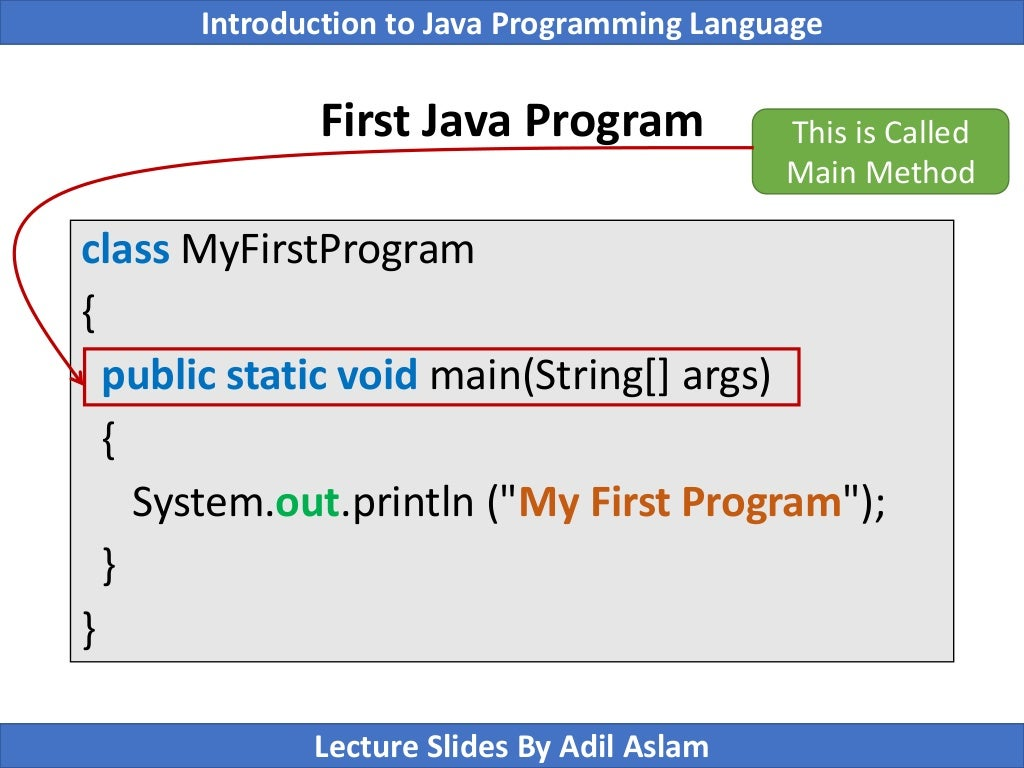 Introduction to Java Programming Language
First Java Program
This is Called
Main Method
class MyFirstProgram
{
public static void main(String[] args)
{
System.out.println ("My First Program");
}
}
Lecture Slides By Adil Aslam